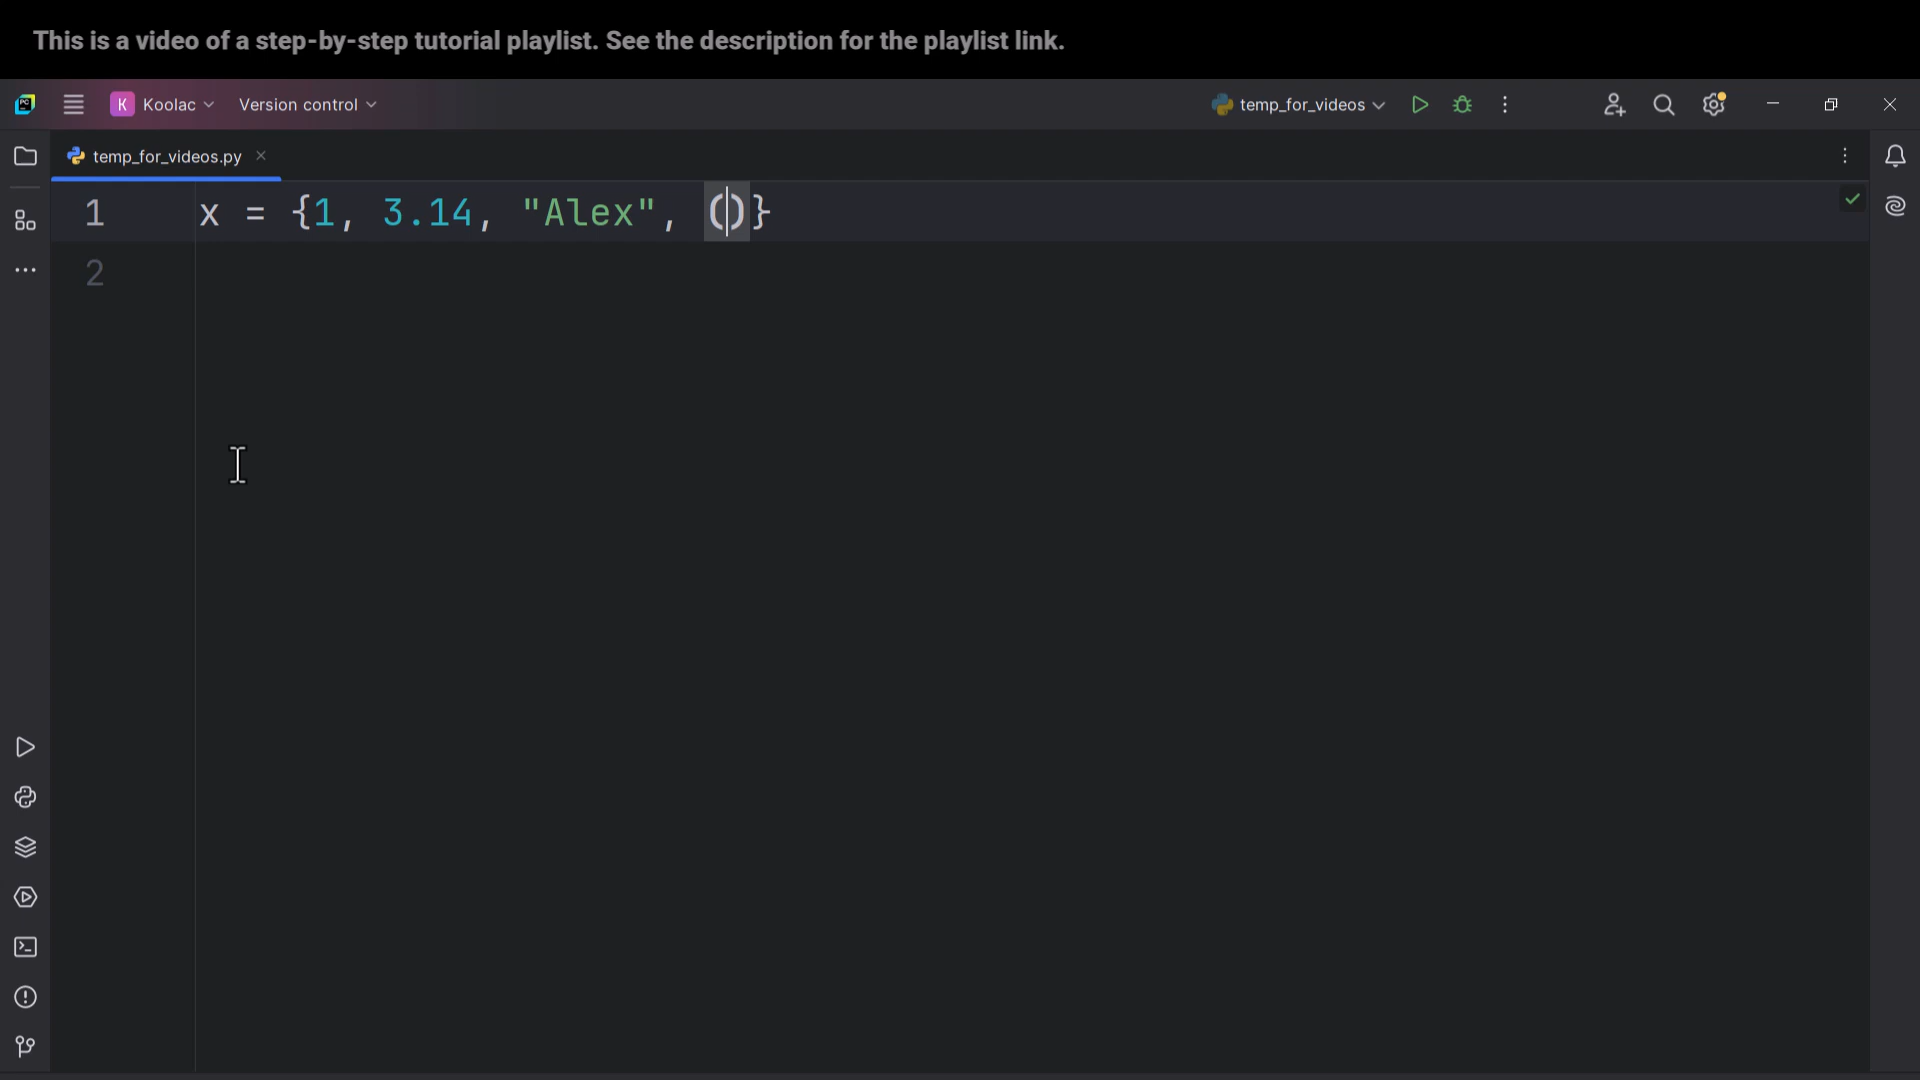 This is a video of a step-by-step tutorial playlist. See the description for the playlist link.
K Koolac Version control temp_for_videos
temp_for_videos.py
1 x = {1, 3.14, "Alex", ()}
2